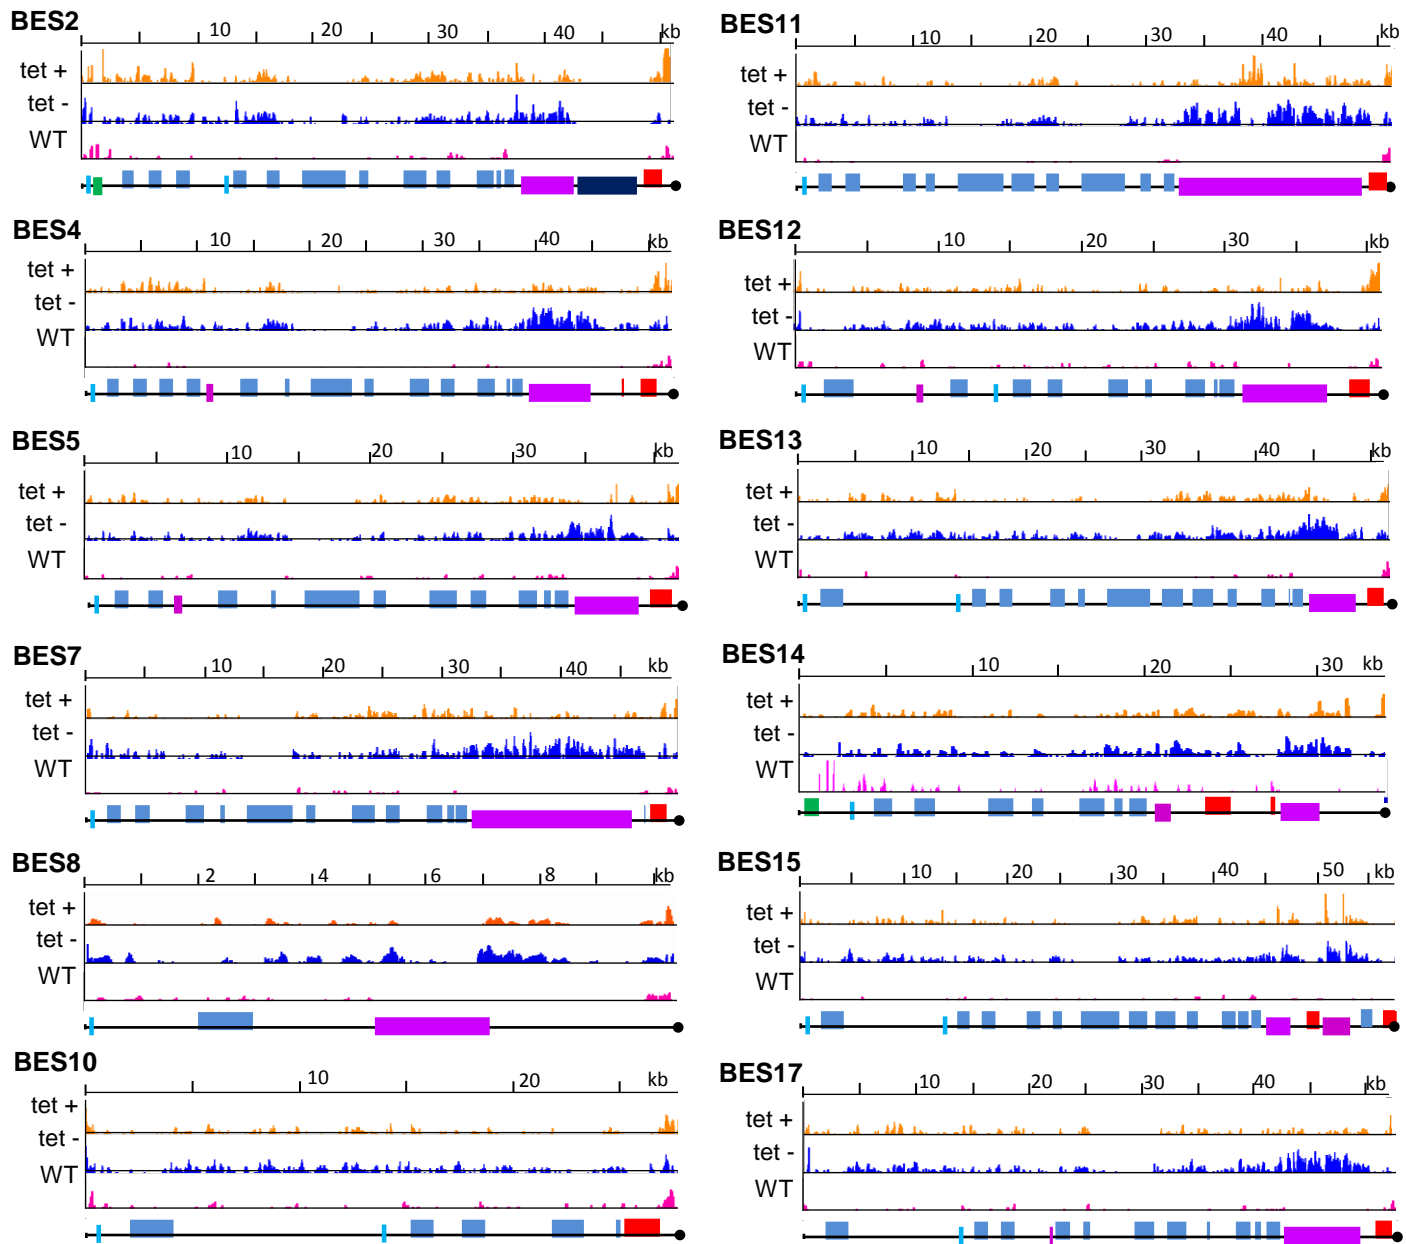 BES2
10 20 30 40 kb
tet +
tet -
WT
BES4
10 20 30 40 kb
tet +
tet -
WT
BES5
10 20 30 kb
tet +
tet -
WT
BES7
10 20 30 40 kb
tet +
tet -
WT
BES8
2 4 6 8 kb
tet +
tet -
WT
BES10
10 20 kb
tet +
tet -
WT
BES11
10 20 30 40 kb
tet +
tet -
WT
BES12
10 20 30 kb
tet +
tet -
WT
BES13
10 20 30 40 kb
tet +
tet -
WT
BES14
10 20 30 kb
tet +
tet -
WT
BES15
10 20 30 40 50 kb
tet +
tet -
WT
BES17
10 20 30 40 kb
tet +
tet -
WT